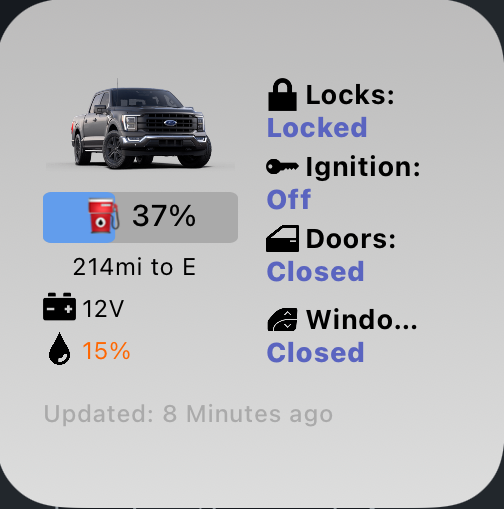 37%
214mi to E
12V
15%
Locks:
Locked
Ignition:
Off
Doors:
Closed
Windo...
Closed
Updated: 8 Minutes ago